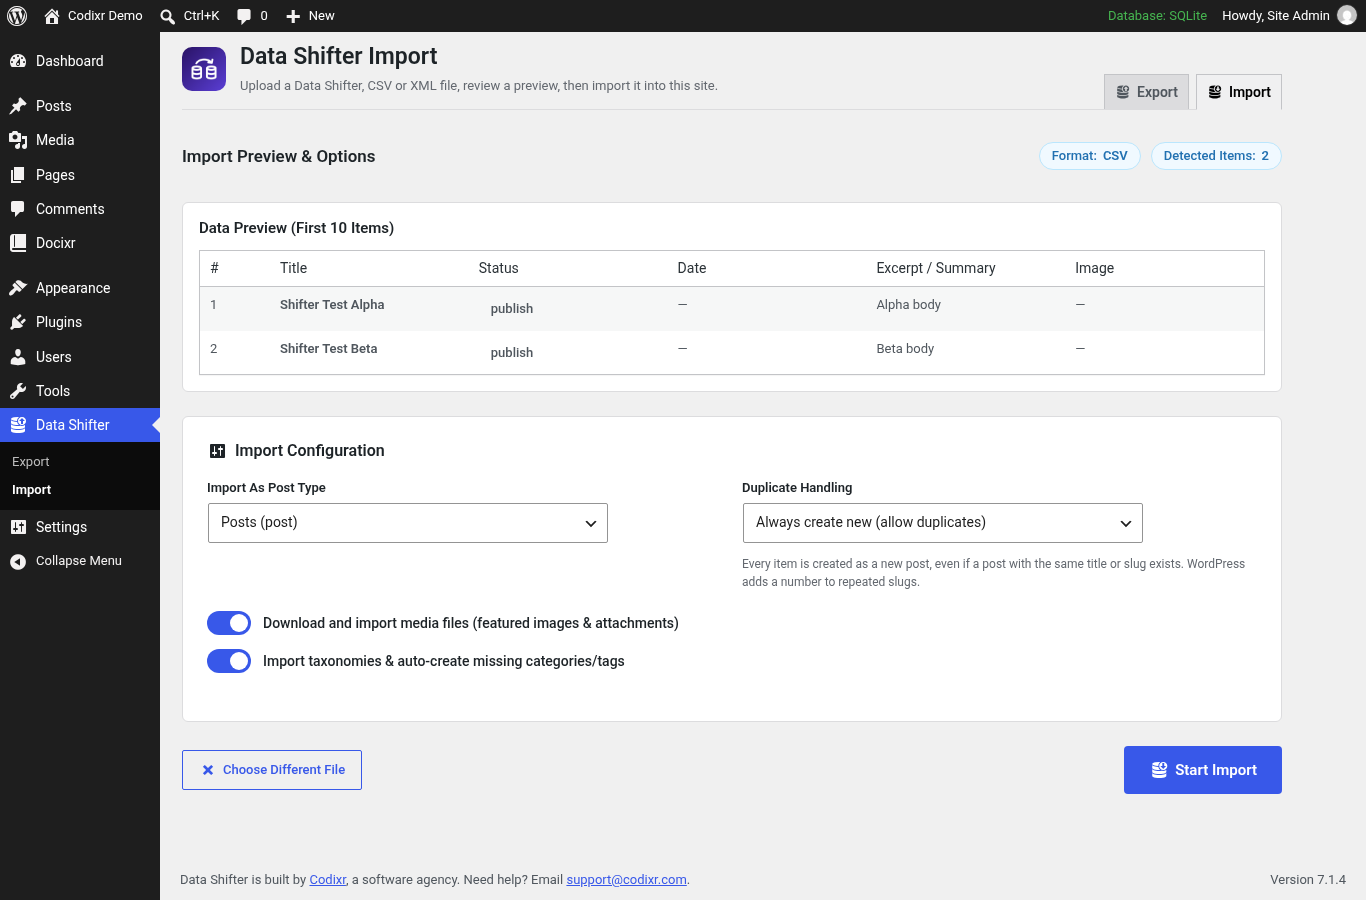 Codixr Demo Ctrl+K 0 New Database: SQLite Howdy, Site Admin
Dashboard
Posts
Media
Pages
Comments
Docixr
Appearance
Plugins
Users
Tools
Data Shifter
Export
Import
Settings
Collapse Menu
Data Shifter Import
Upload a Data Shifter, CSV or XML file, review a preview, then import it into this site.
Export Import
Import Preview & Options Format: CSV Detected Items: 2
Data Preview (First 10 Items)
# Title Status Date Excerpt / Summary Image
1 Shifter Test Alpha publish — Alpha body —
2 Shifter Test Beta publish — Beta body —
Import Configuration
Import As Post Type Duplicate Handling
Posts (post) Always create new (allow duplicates)
Every item is created as a new post, even if a post with the same title or slug exists. WordPress
adds a number to repeated slugs.
Download and import media files (featured images & attachments)
Import taxonomies & auto-create missing categories/tags
Choose Different File Start Import
Data Shifter is built by Codixr, a software agency. Need help? Email support@codixr.com. Version 7.1.4